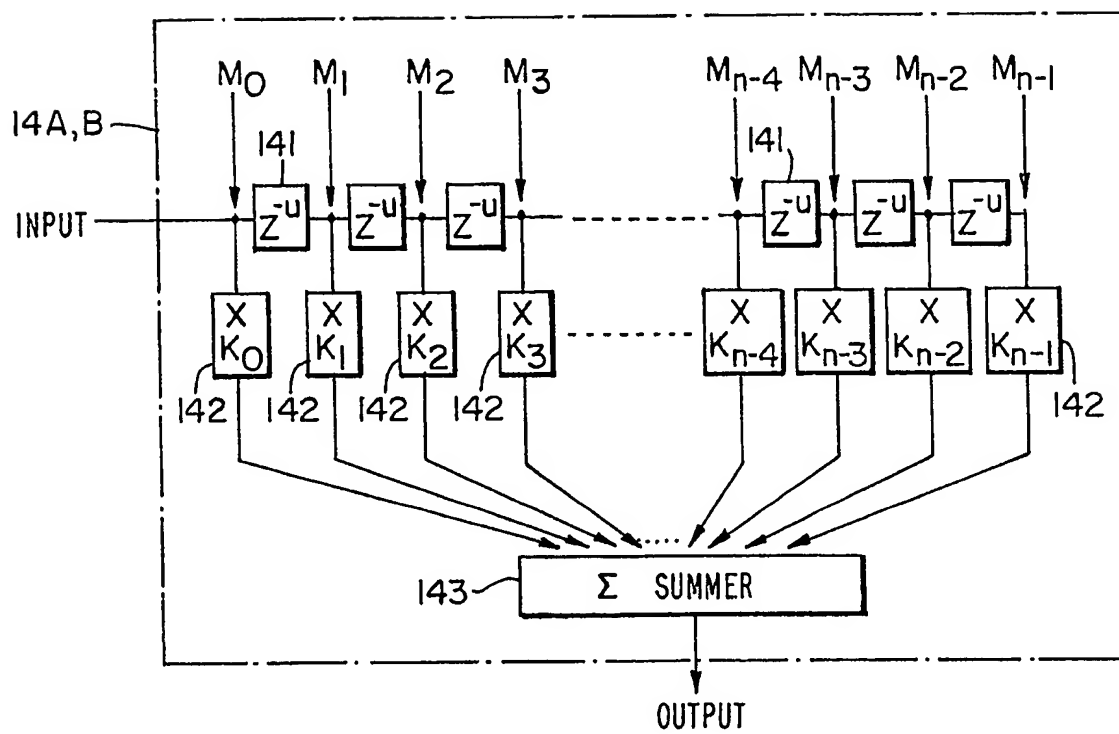 M0 M1 M2 M3 Mn-4 Mn-3 Mn-2 Mn-1
14A,B
141 141
INPUT Z-u Z-u Z-u Z-u Z-u Z-u
X X X X X X X X
K0 K1 K2 K3 Kn-4 Kn-3 Kn-2 Kn-1
142 142 142 142 142
143 Σ SUMMER
OUTPUT